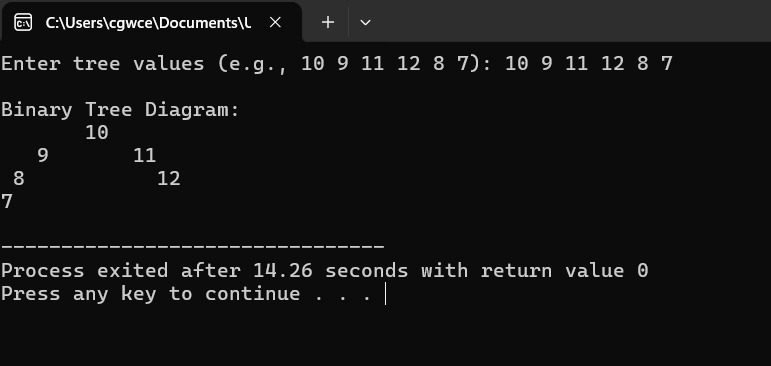 C:\Users\cgwce\Documents\U
Enter tree values (e.g., 10 9 11 12 8 7): 10 9 11 12 8 7
Binary Tree Diagram:
       10
   9       11
 8           12
7
--------------------------------
Process exited after 14.26 seconds with return value 0
Press any key to continue . . .